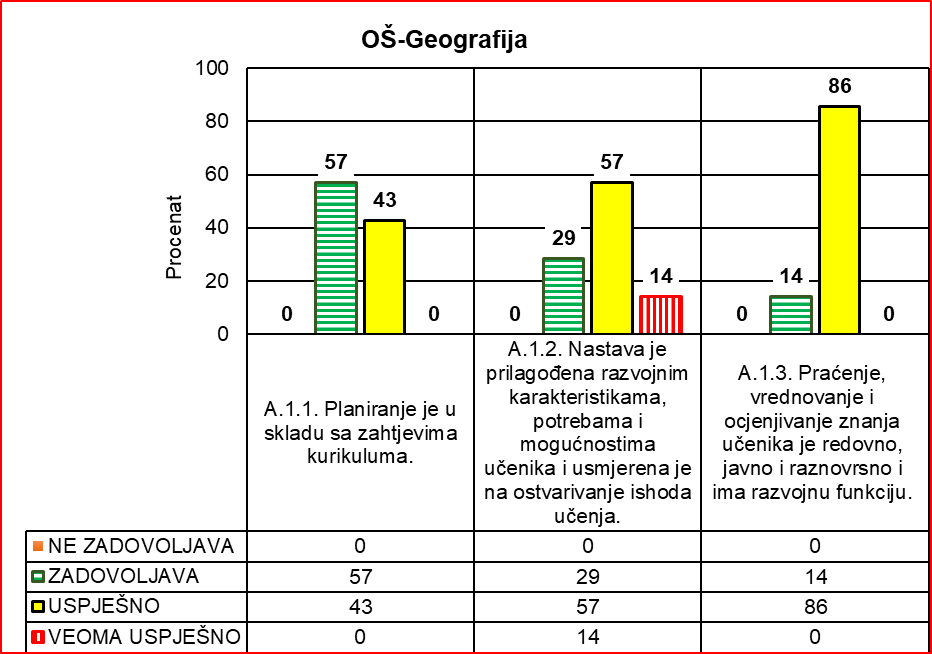 OŠ-Geografija
100
80
60
40
20
0
Procenat
0
57
43
0
0
29
57
14
0
14
86
0
A.1.1. Planiranje je u
skladu sa zahtjevima
kurikuluma.
A.1.2. Nastava je
prilagođena razvojnim
karakteristikama,
potrebama i
mogućnostima
učenika i usmjerena je
na ostvarivanje ishoda
učenja.
A.1.3. Praćenje,
vrednovanje i
ocjenjivanje znanja
učenika je redovno,
javno i raznovrsno i
ima razvojnu funkciju.
NE ZADOVOLJAVA 0 0 0
ZADOVOLJAVA 57 29 14
USPJEŠNO 43 57 86
VEOMA USPJEŠNO 0 14 0